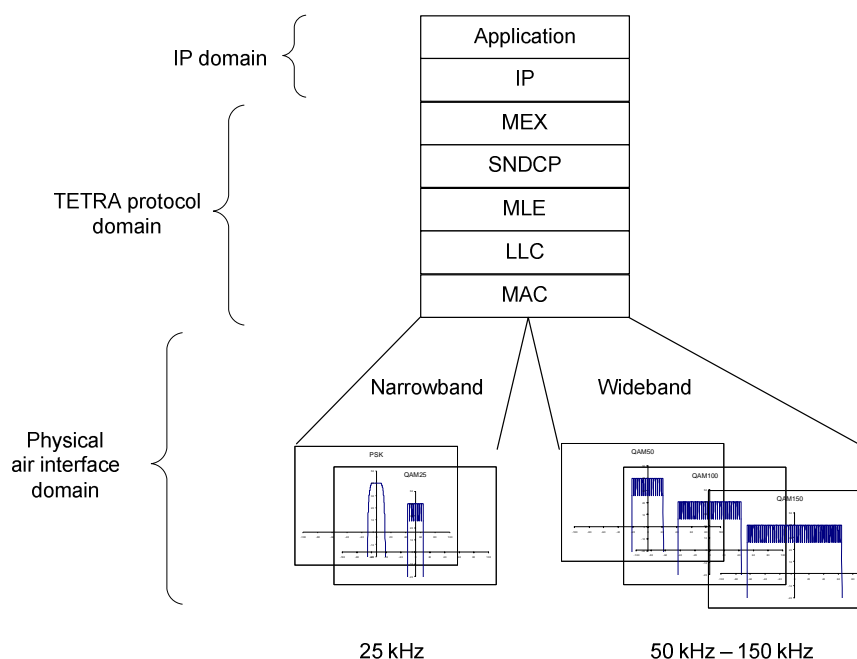 Application
IP domain
IP
MEX
SNDCP
TETRA protocol
domain
MLE
LLC
MAC
Narrowband
Wideband
Physical
air interface
domain
PSK
QAM25
QAM50
QAM100
QAM150
25 kHz
50 kHz – 150 kHz